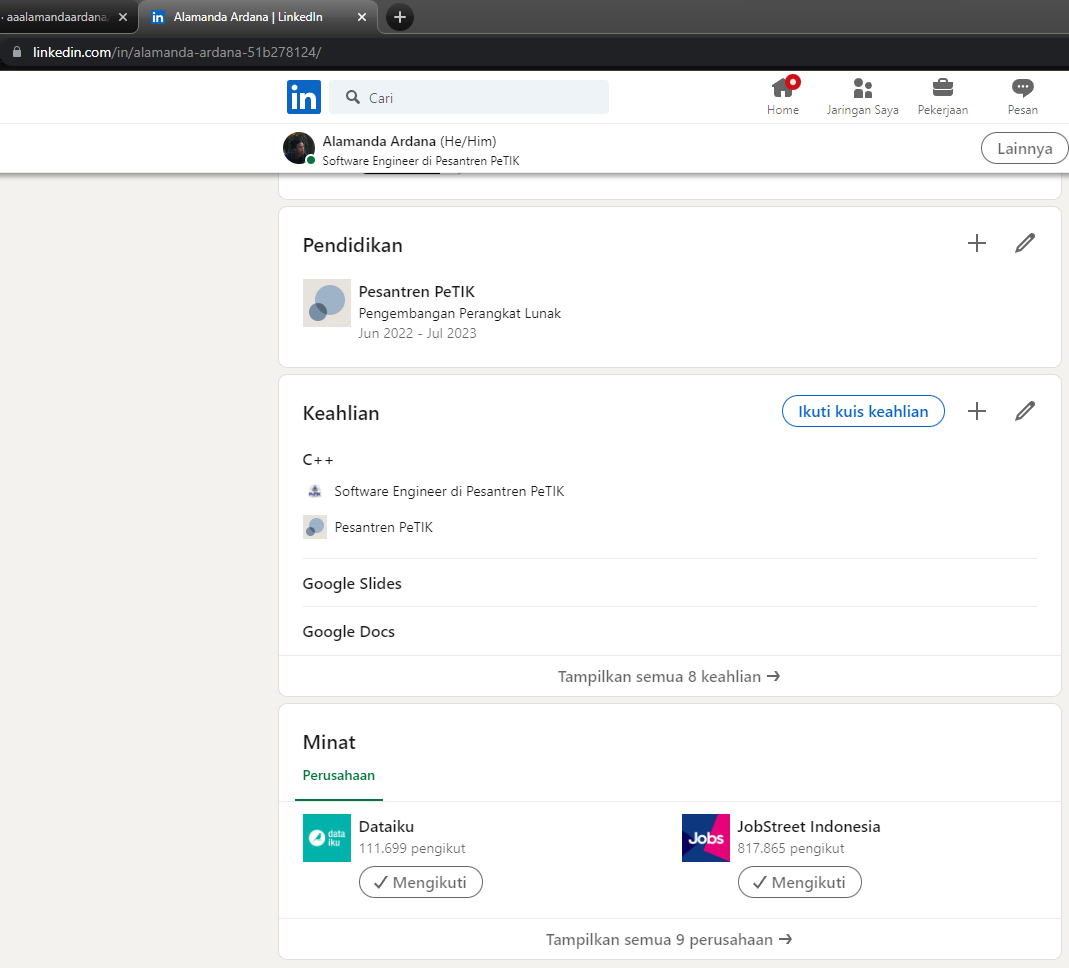 · aaalamandaardana
Alamanda Ardana | LinkedIn
linkedin.com/in/alamanda-ardana-51b278124/
in
Cari
Home
Jaringan Saya
Pekerjaan
Pesan
Alamanda Ardana (He/Him)
Software Engineer di Pesantren PeTIK
Lainnya
Pendidikan
Pesantren PeTIK
Pengembangan Perangkat Lunak
Jun 2022 - Jul 2023
Keahlian
Ikuti kuis keahlian
C++
Software Engineer di Pesantren PeTIK
Pesantren PeTIK
Google Slides
Google Docs
Tampilkan semua 8 keahlian →
Minat
Perusahaan
data
iku
Dataiku
111.699 pengikut
✓ Mengikuti
Jobs
JobStreet Indonesia
817.865 pengikut
✓ Mengikuti
Tampilkan semua 9 perusahaan →